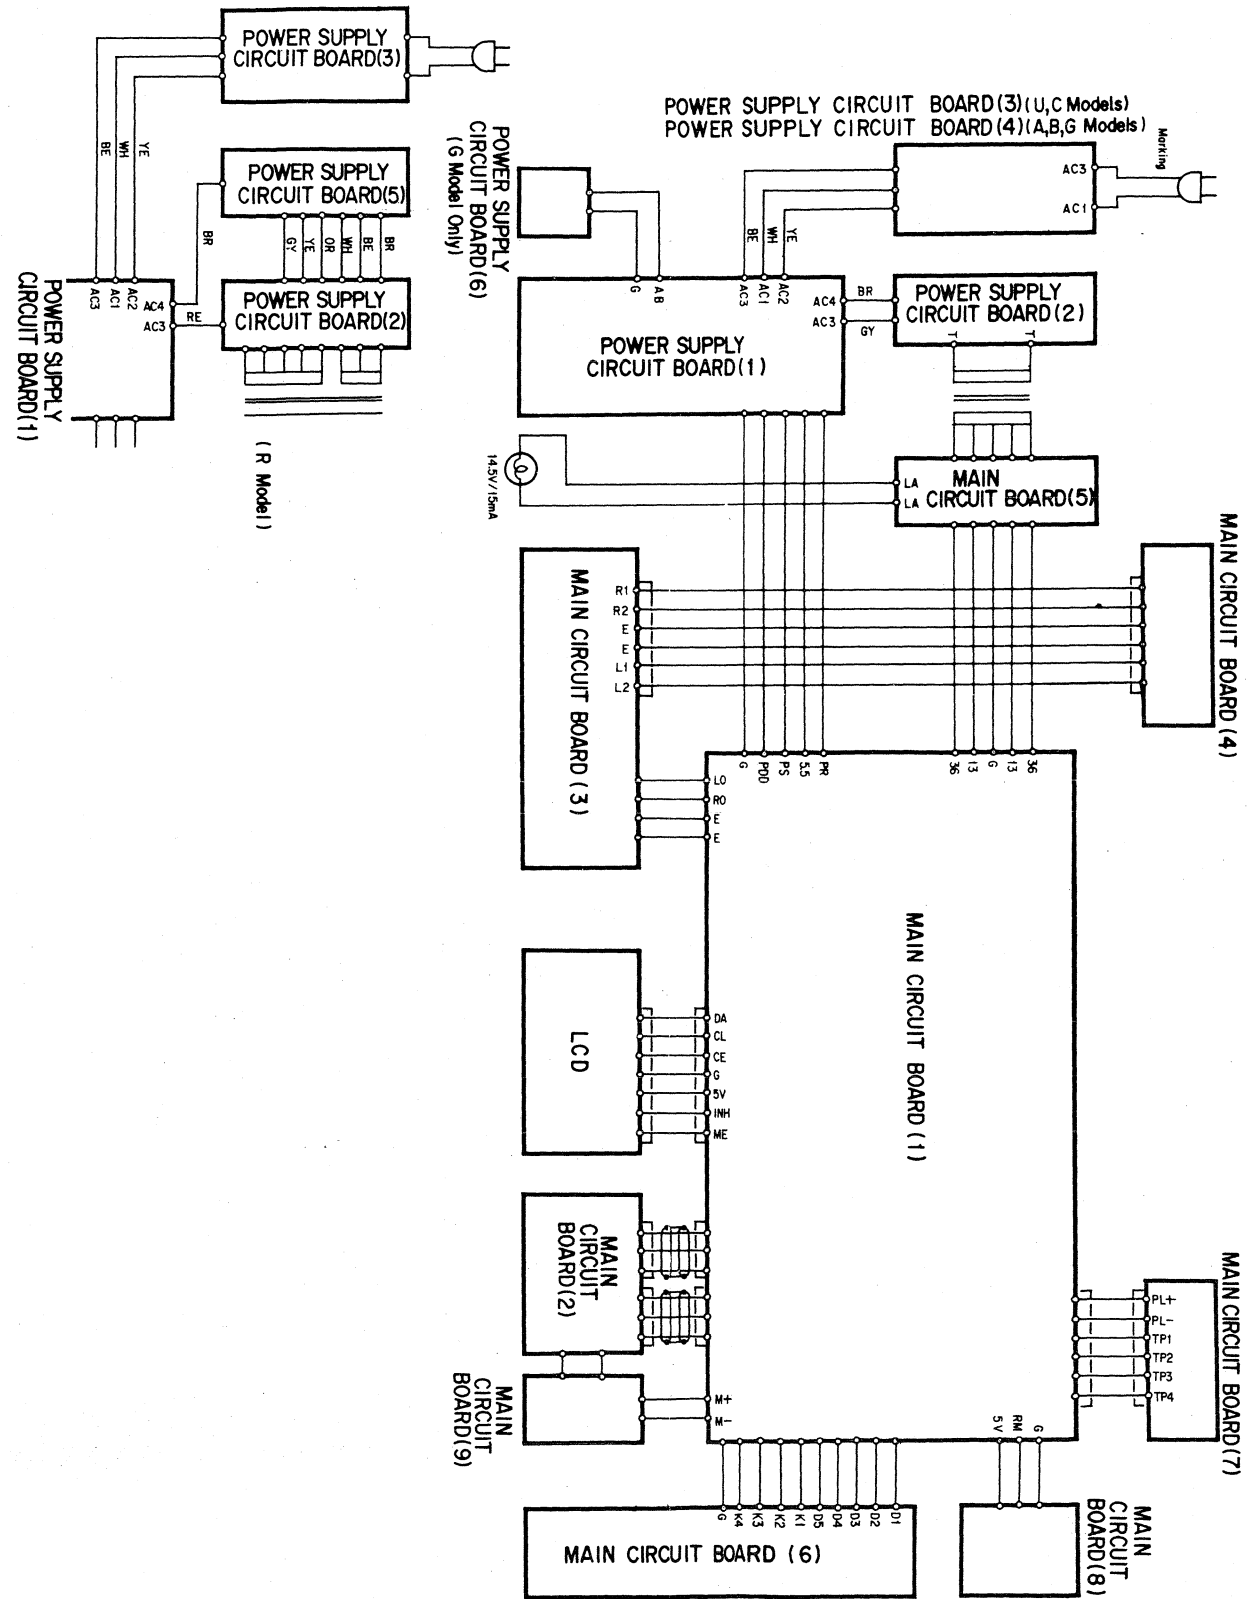 POWER SUPPLY
CIRCUIT BOARD(3)
BE
WH
YE
POWER SUPPLY
CIRCUIT BOARD(5)
BR
GY
YE
OR
WH
BE
BR
AC3
AC1
AC2
AC4
AC3
RE
POWER SUPPLY
CIRCUIT BOARD(2)
POWER SUPPLY
CIRCUIT BOARD(1)
(R Model)
POWER SUPPLY CIRCUIT BOARD(3)(U,C Models)
POWER SUPPLY CIRCUIT BOARD(4)(A,B,G Models)
Marking
AC3
AC1
POWER SUPPLY
CIRCUIT BOARD(6)
(G Model Only)
BE
WH
YE
G
AB
AC3
AC1
AC2
AC4
AC3
BR
GY
POWER SUPPLY
CIRCUIT BOARD(2)
T
T
POWER SUPPLY
CIRCUIT BOARD(1)
14.5V/15mA
LA
LA
MAIN
CIRCUIT BOARD(5)
MAIN CIRCUIT BOARD(3)
R1
R2
E
E
L1
L2
MAIN CIRCUIT BOARD (4)
G
PDD
PS
5.5
PR
36
13
G
13
36
LO
RO
E
E
MAIN CIRCUIT BOARD(1)
LCD
DA
CL
CE
G
5V
INH
ME
MAIN
CIRCUIT
BOARD(2)
MAIN
CIRCUIT
BOARD(9)
M+
M-
PL+
PL-
TP1
TP2
TP3
TP4
MAIN CIRCUIT BOARD(7)
5V
RM
G
MAIN
CIRCUIT
BOARD(8)
G
K4
K3
K2
K1
D5
D4
D3
D2
D1
MAIN CIRCUIT BOARD (6)